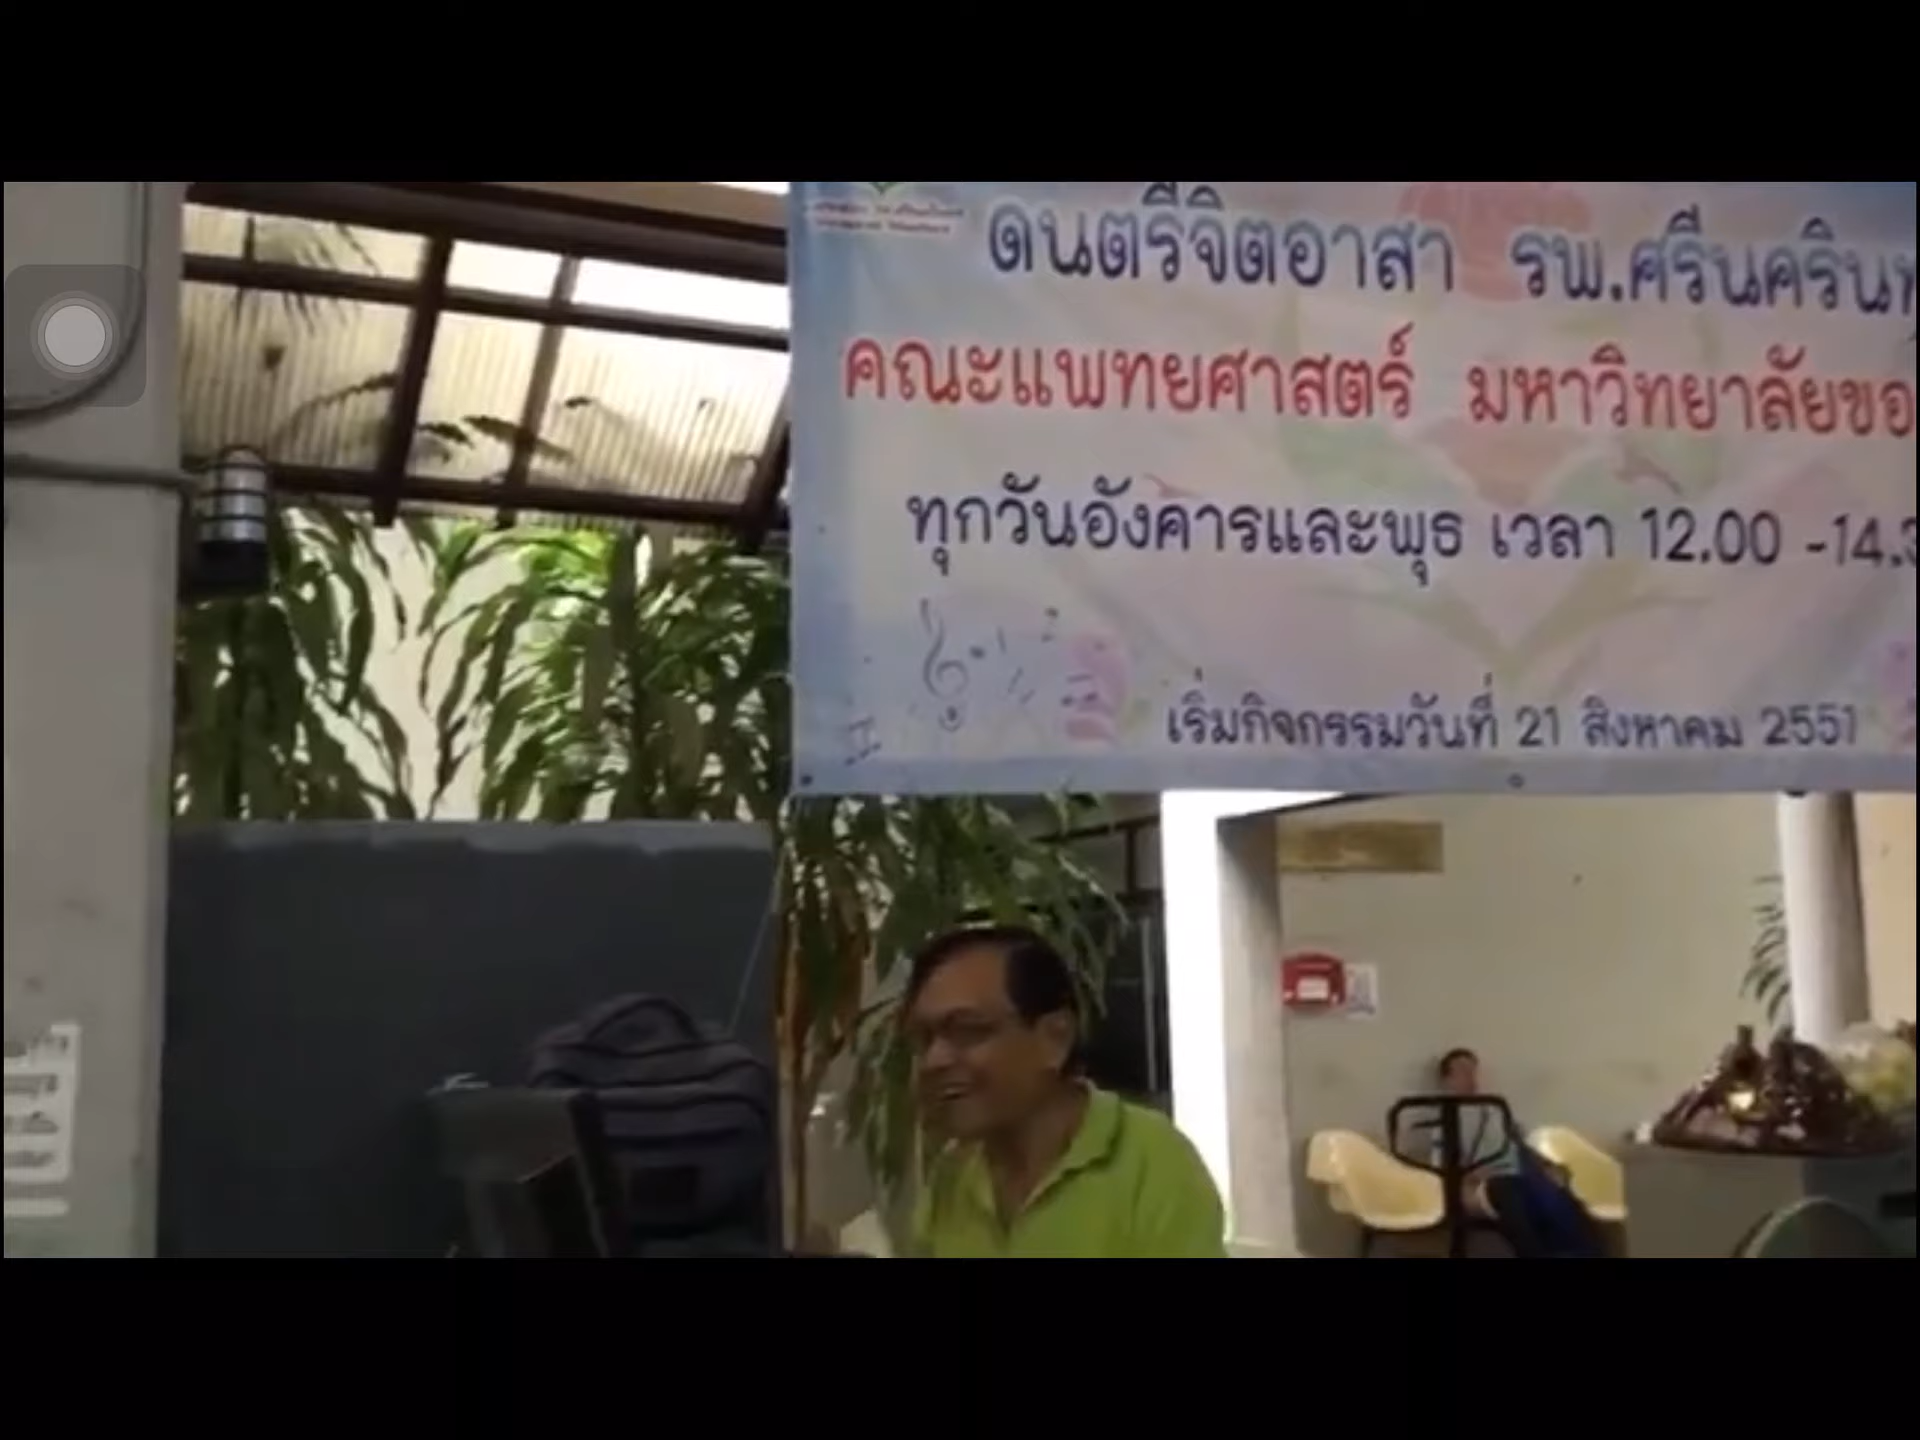 ดนตรีจิตอาสา รพ.ศรีนครินท
คณะแพทยศาสตร์ มหาวิทยาลัยขอ
ทุกวันอังคารและพุธ เวลา 12.00 -14.3
เริ่มกิจกรรมวันที่ 21 สิงหาคม 2551